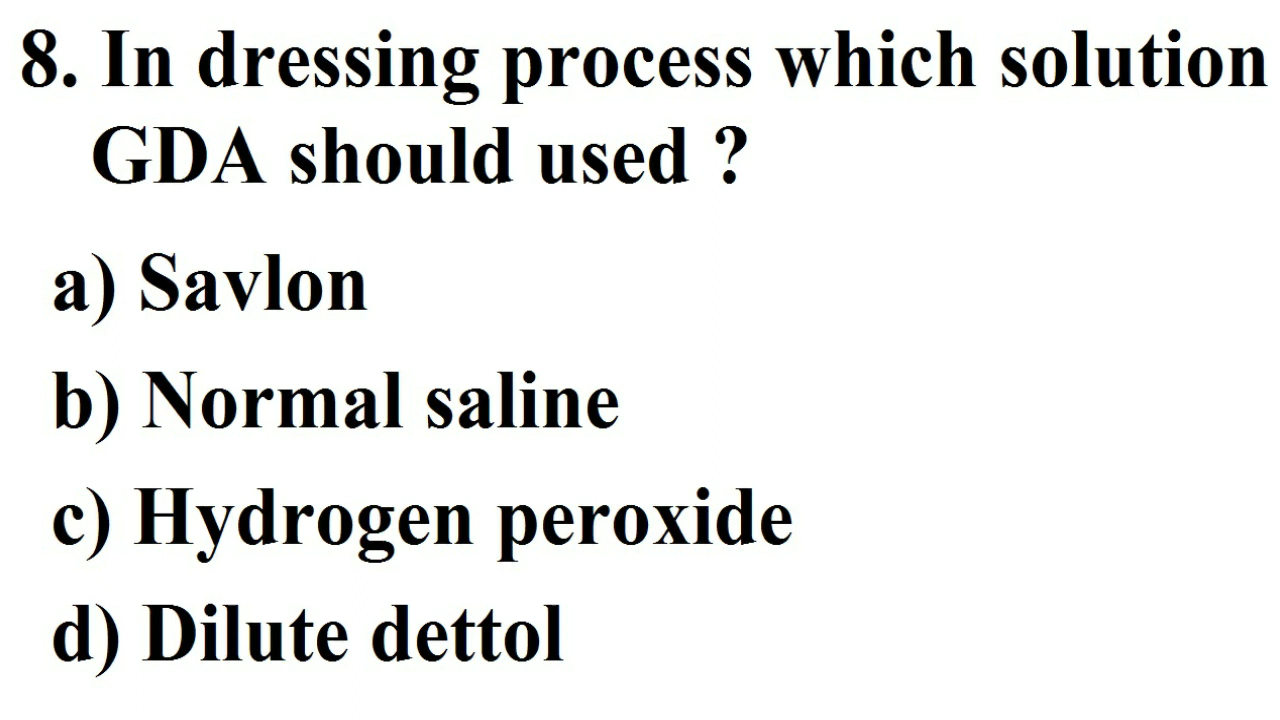 8. In dressing process which solution
GDA should used ?
a) Savlon
b) Normal saline
c) Hydrogen peroxide
d) Dilute dettol